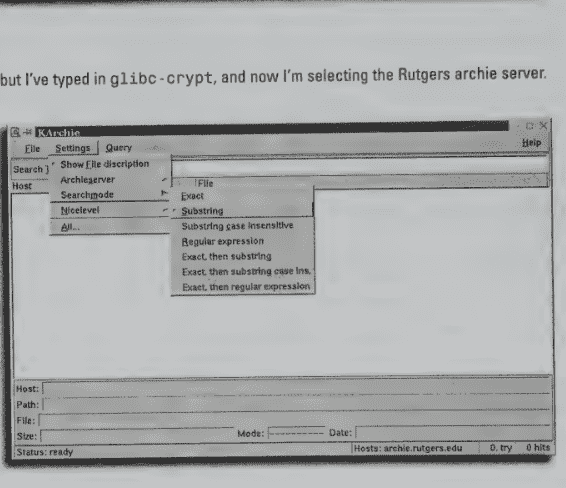 but I've typed in glibc-crypt, and now I'm selecting the Rutgers archie server.
KArchie
File Settings Query Help
Search
Show File discription
Archieserver
Host
File
Searchmode
Exact
Nicelevel
Substring
All...
Substring case insensitive
Regular expression
Exact, then substring
Exact, then substring case ins.
Exact, then regular expression
Host:
Path:
File:
Size: Mode: Date:
Status: ready Hosts: archie.rutgers.edu 0. try 0 hits